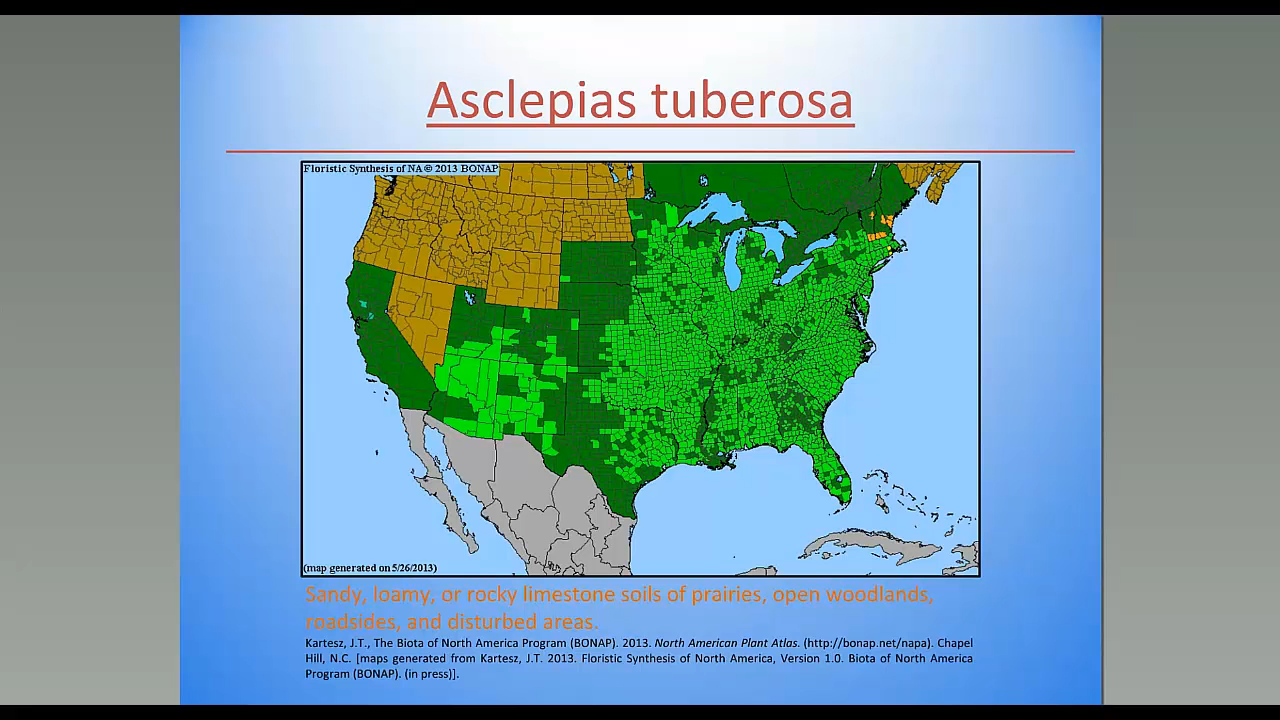 Asclepias tuberosa
Floristic Synthesis of NA © 2013 BONAP
(map generated on 5/26/2013)
Sandy, loamy, or rocky limestone soils of prairies, open woodlands,
roadsides, and disturbed areas.
Kartesz, J.T., The Biota of North America Program (BONAP). 2013. North American Plant Atlas. (http://bonap.net/napa). Chapel
Hill, N.C. [maps generated from Kartesz, J.T. 2013. Floristic Synthesis of North America, Version 1.0. Biota of North America
Program (BONAP). (in press)].